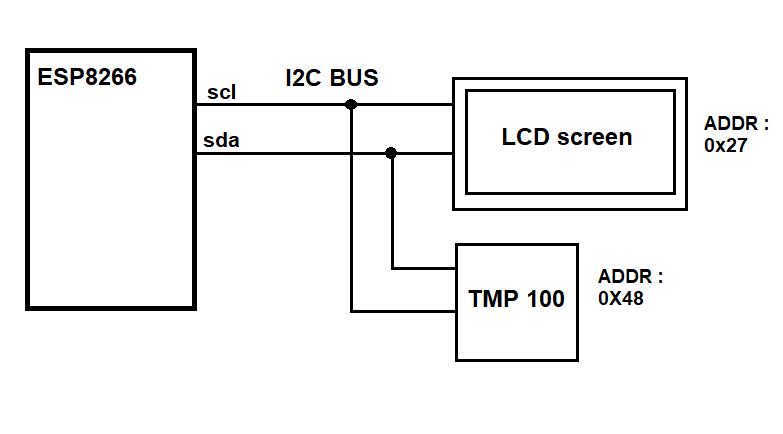 ESP8266
scl
I2C BUS
sda
LCD screen
ADDR :
0x27
TMP 100
ADDR :
0X48